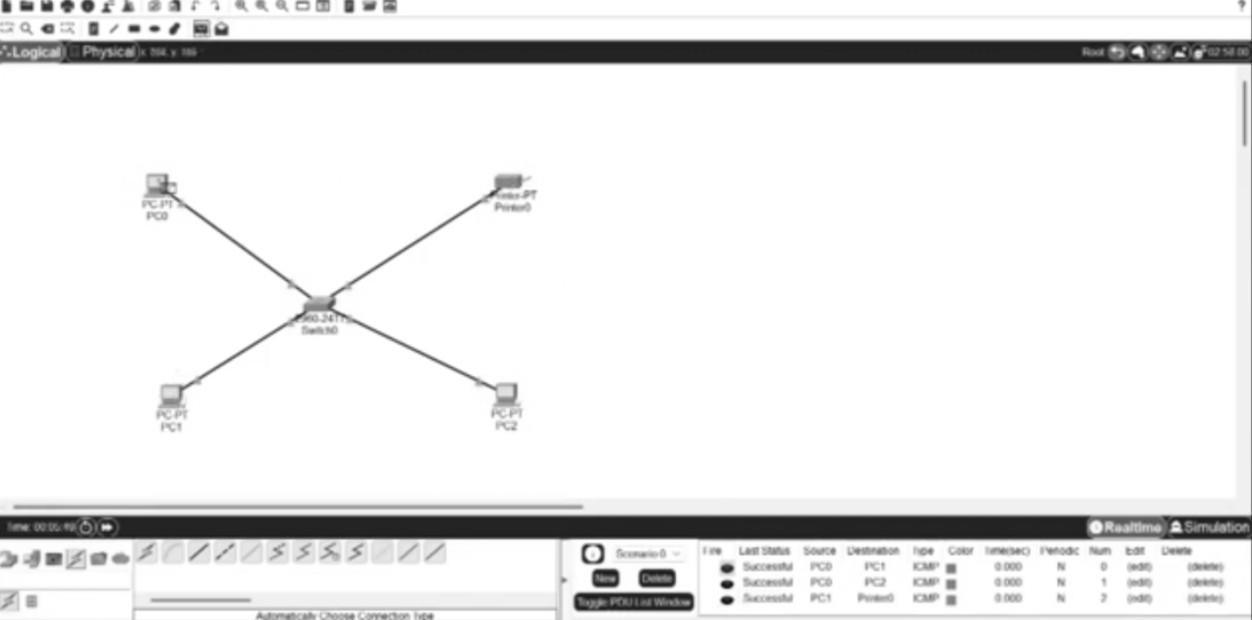 ?
Logical Physical
Root
PC-PT
PC0
Printer-PT
Printer0
Switch0
PC-PT
PC1
PC-PT
PC2
Realtime Simulation
Scenario 0
New Delete
Toggle PDU List Window
Fire Last Status Source Destination Type Color Time(sec) Periodic Num Edit Delete
Successful PC0 PC1 ICMP 0.000 N 0 (edit) (delete)
Successful PC0 PC2 ICMP 0.000 N 1 (edit) (delete)
Successful PC1 Printer0 ICMP 0.000 N 2 (edit) (delete)
Automatically Choose Connection Type